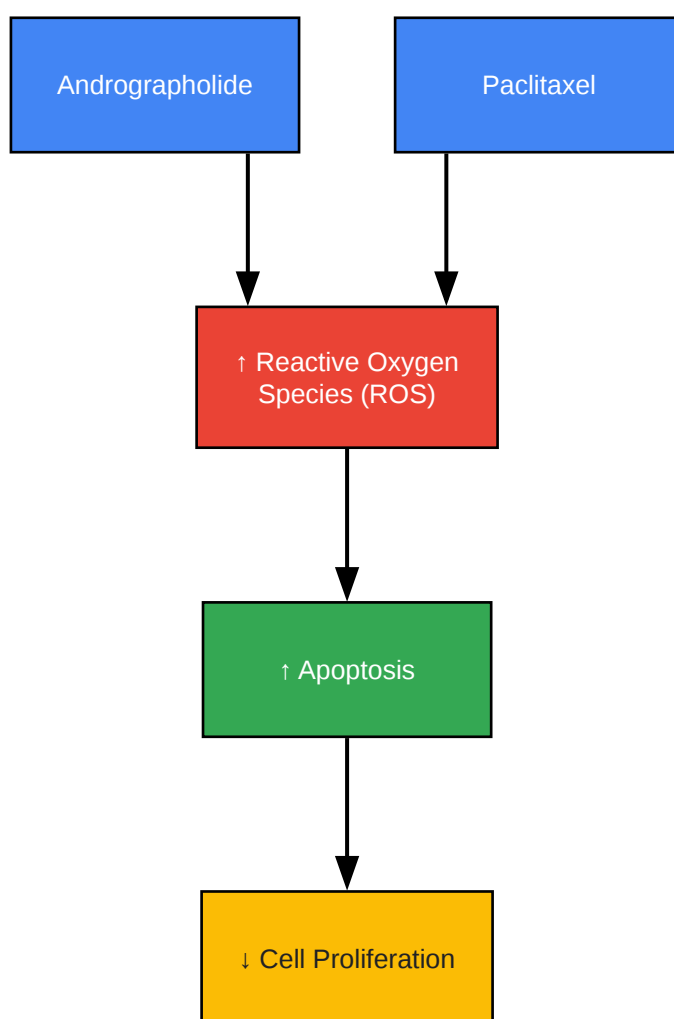 Andrographolide
Paclitaxel
↑ Reactive Oxygen
Species (ROS)
↑ Apoptosis
↓ Cell Proliferation